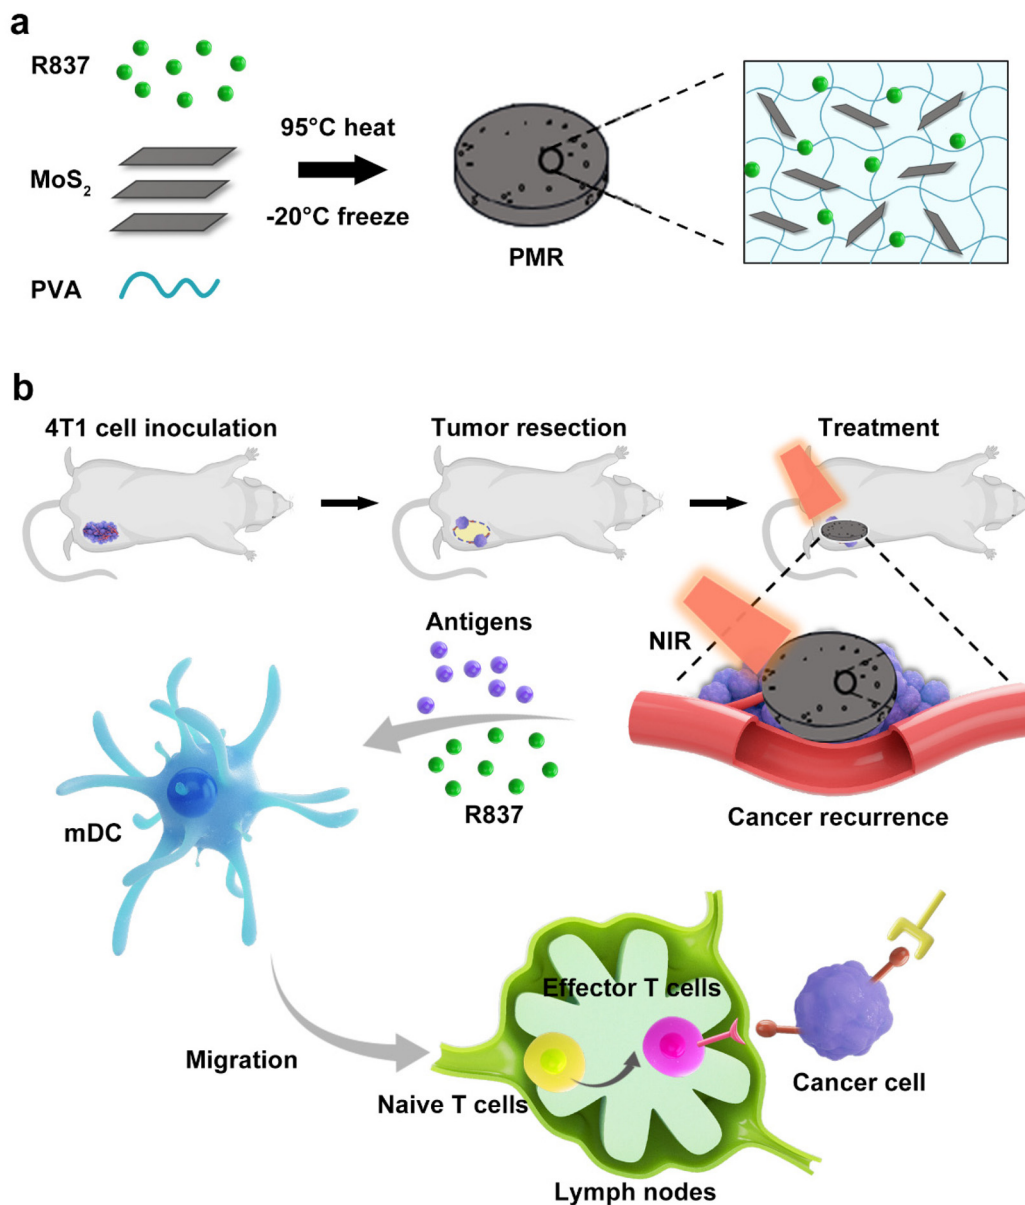 a
R837
MoS₂
PVA
95°C heat
-20°C freeze
PMR
b
4T1 cell inoculation
Tumor resection
Treatment
Antigens
NIR
R837
mDC
Cancer recurrence
Effector T cells
Migration
Naive T cells
Cancer cell
Lymph nodes